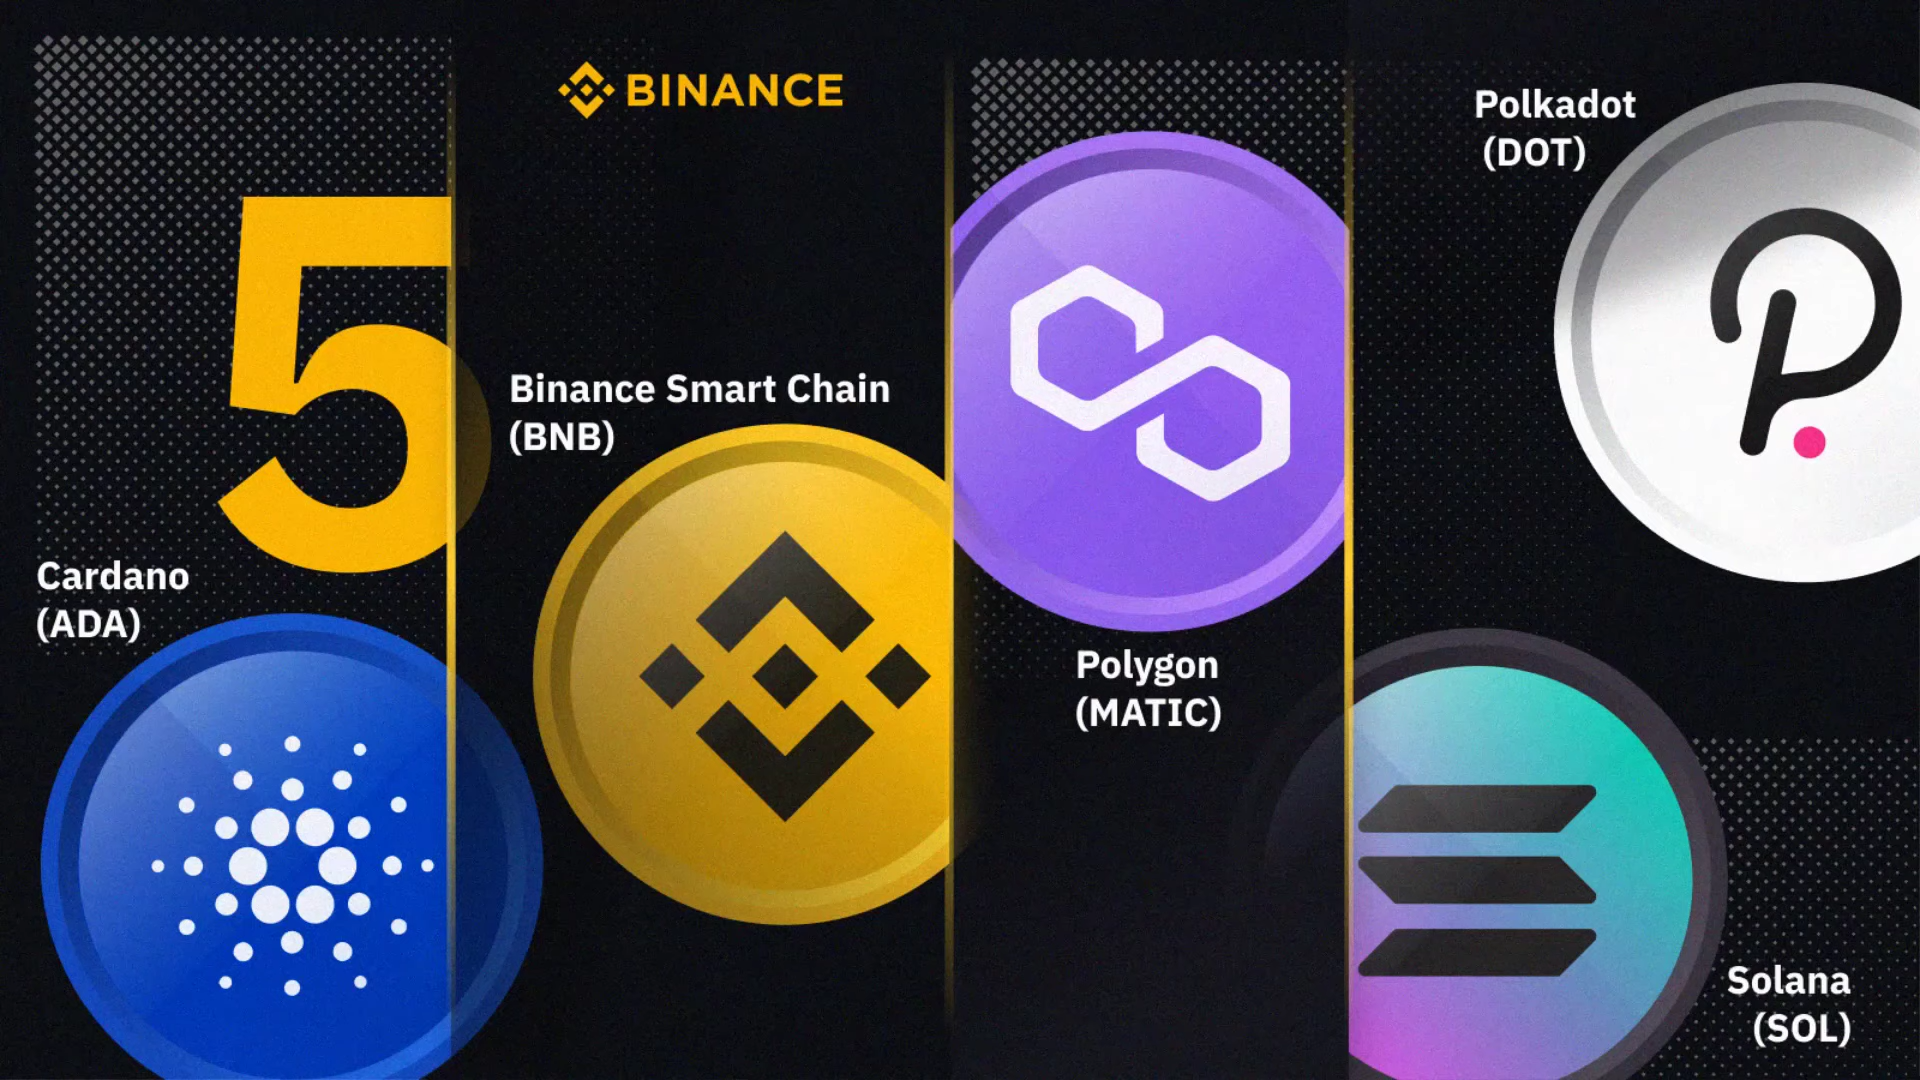 BINANCE
5
Cardano
(ADA)
Binance Smart Chain
(BNB)
Polygon
(MATIC)
Polkadot
(DOT)
Solana
(SOL)